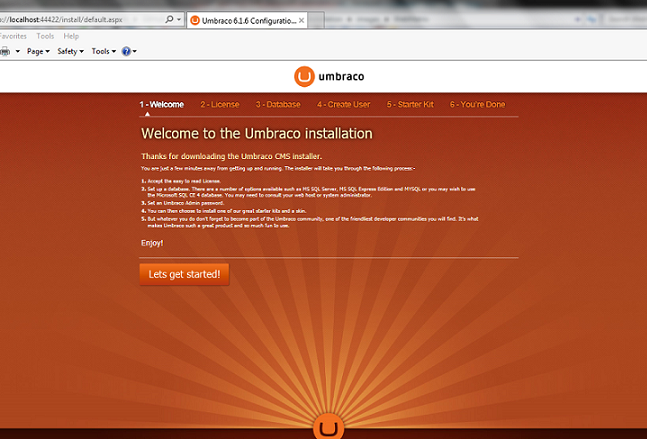 ://localhost:44422/install/default.aspx
Umbraco 6.1.6 Configuratio...
Favorites Tools Help
Page Safety Tools
umbraco
1 - Welcome 2 - License 3 - Database 4 - Create User 5 - Starter Kit 6 - You're Done
Welcome to the Umbraco installation
Thanks for downloading the Umbraco CMS installer.
You are just a few minutes away from getting up and running. The installer will take you through the following process:-
1. Accept the easy to read License.
3. Set up a database. There are a number of options available such as MS SQL Server, MS SQL Express Edition and MYSQL or you may wish to use
the Microsoft SQL CE 4 database. You may need to consult your web host or system administrator.
3. Set an Umbraco Admin password.
4. You can then choose to install one of our great starter kits and a skin.
5. But whatever you do don't forget to become part of the Umbraco community, one of the friendliest developer communities you will find. It's what
makes Umbraco such a great product and so much fun to use.
Enjoy!
Lets get started!